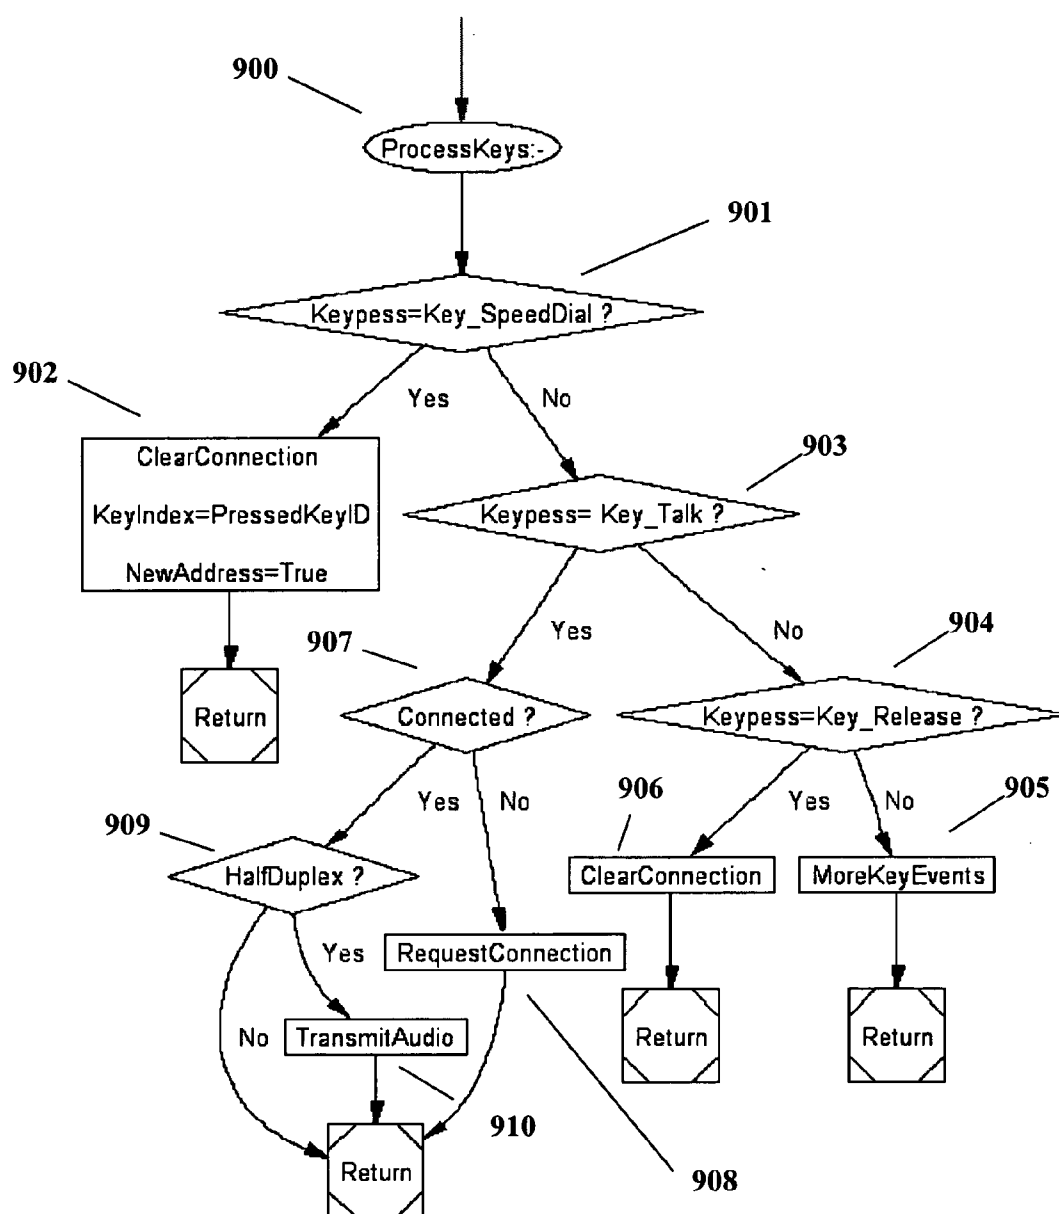 900
ProcessKeys:-
901
Keypess=Key_SpeedDial ?
902
Yes
No
ClearConnection
KeyIndex=PressedKeyID
NewAddress=True
903
Keypess= Key_Talk ?
Return
907
Yes
No
904
Connected ?
Keypess=Key_Release ?
909
Yes
No
906
Yes
No
905
HalfDuplex ?
ClearConnection
MoreKeyEvents
Yes
RequestConnection
No
TransmitAudio
Return
Return
910
908
Return